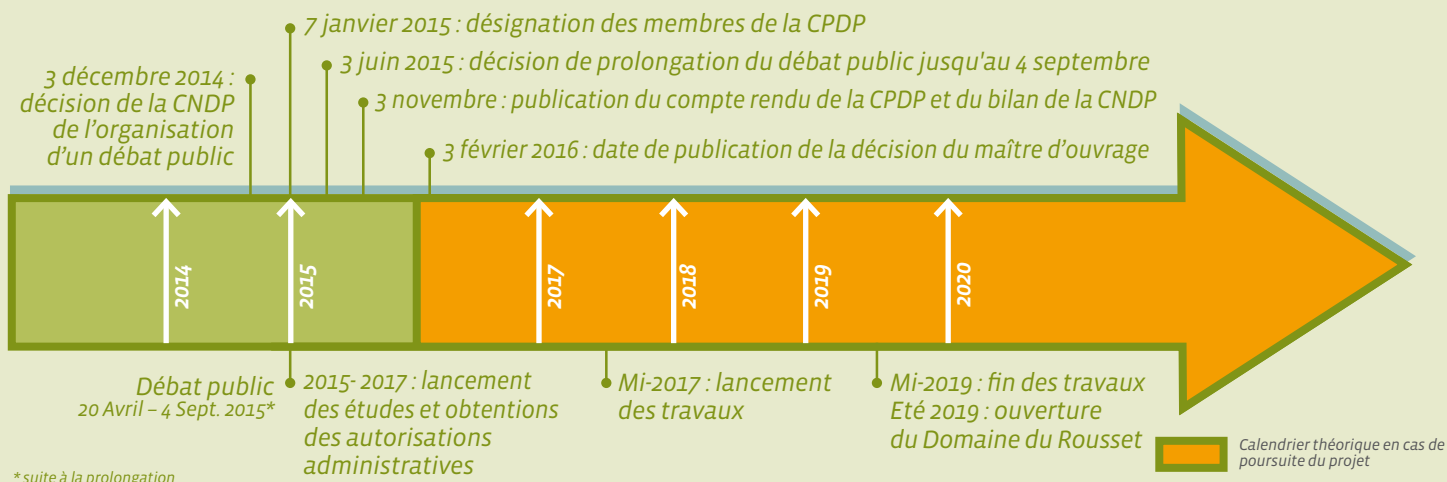 7 janvier 2015 : désignation des membres de la CPDP
3 juin 2015 : décision de prolongation du débat public jusqu'au 4 septembre
3 décembre 2014 :
décision de la CNDP
de l’organisation
d’un débat public
3 novembre : publication du compte rendu de la CPDP et du bilan de la CNDP
3 février 2016 : date de publication de la décision du maître d’ouvrage
2014
2015
2017
2018
2019
2020
Débat public
20 Avril – 4 Sept. 2015*
2015- 2017 : lancement
des études et obtentions
des autorisations
administratives
Mi-2017 : lancement
des travaux
Mi-2019 : fin des travaux
Eté 2019 : ouverture
du Domaine du Rousset
Calendrier théorique en cas de
poursuite du projet
* suite à la prolongation